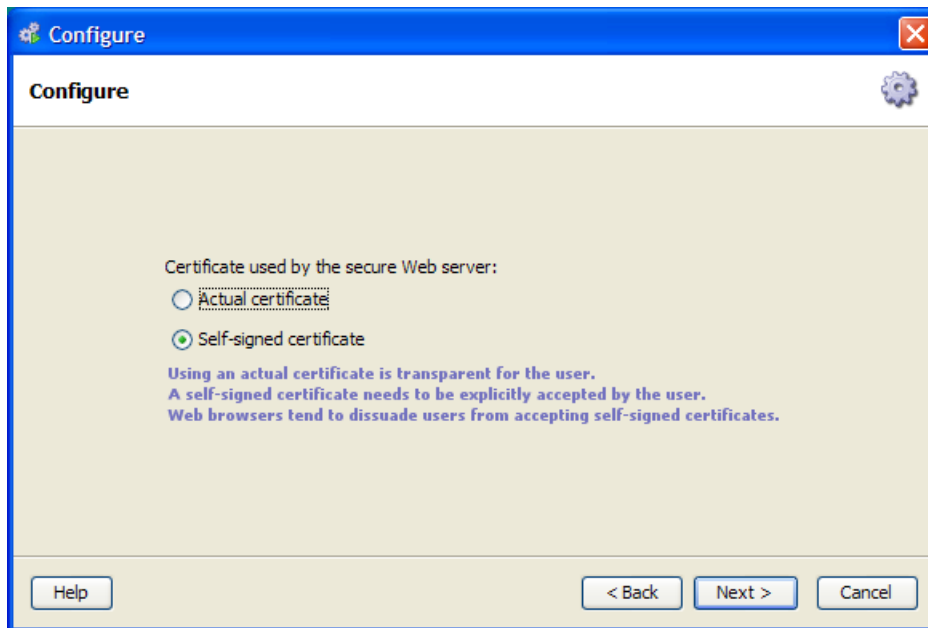 Configure
Configure
Certificate used by the secure Web server:
Actual certificate
Self-signed certificate
Using an actual certificate is transparent for the user.
A self-signed certificate needs to be explicitly accepted by the user.
Web browsers tend to dissuade users from accepting self-signed certificates.
Help
< Back
Next >
Cancel